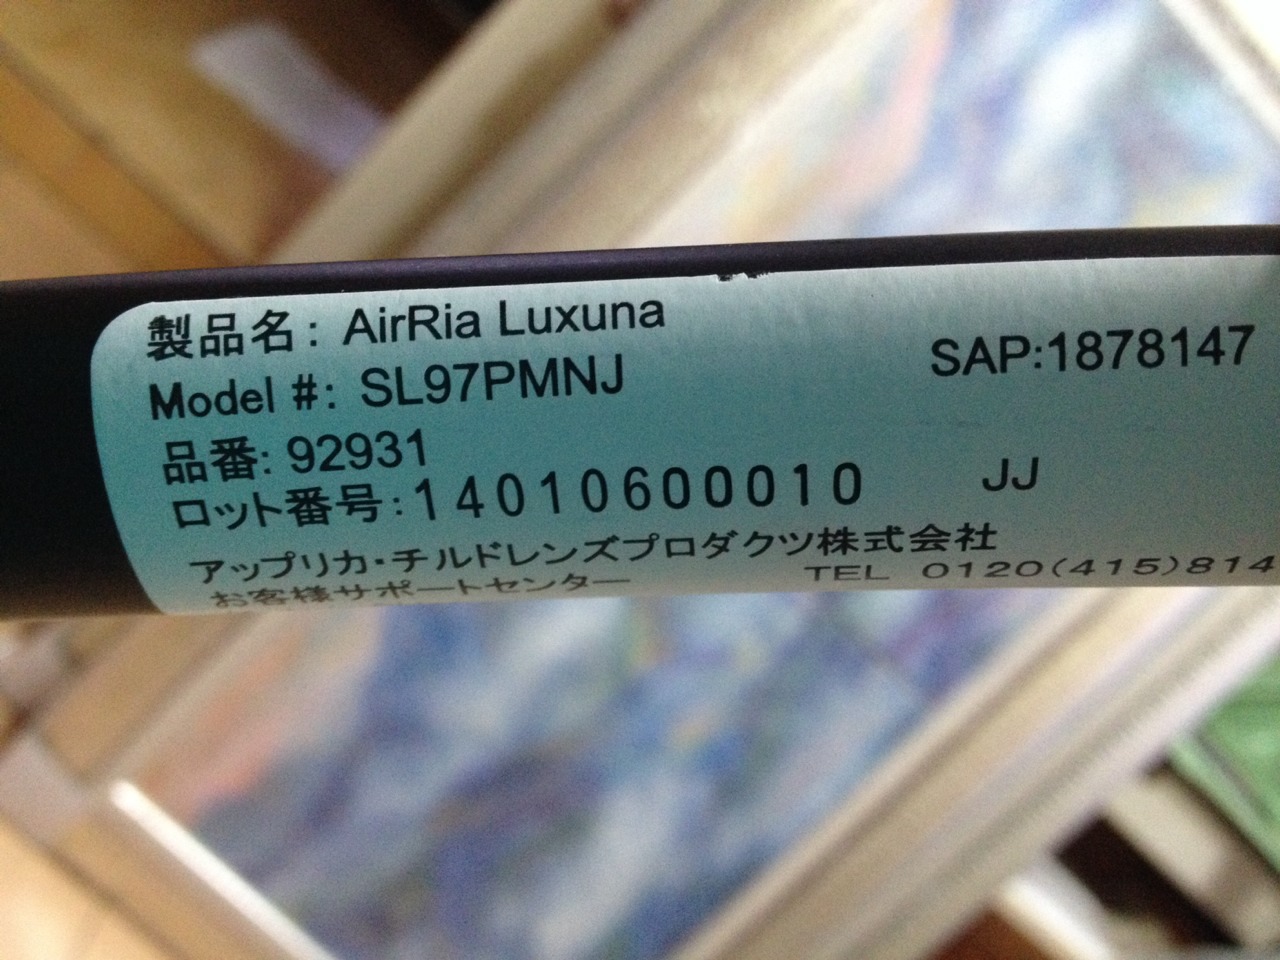 製品名: AirRia Luxuna
Model #: SL97PMNJ
SAP:1878147
品番: 92931
ロット番号:14010600010
JJ
アップリカ・チルドレンズプロダクツ株式会社
お客様サポートセンター
TEL 0120(415)814